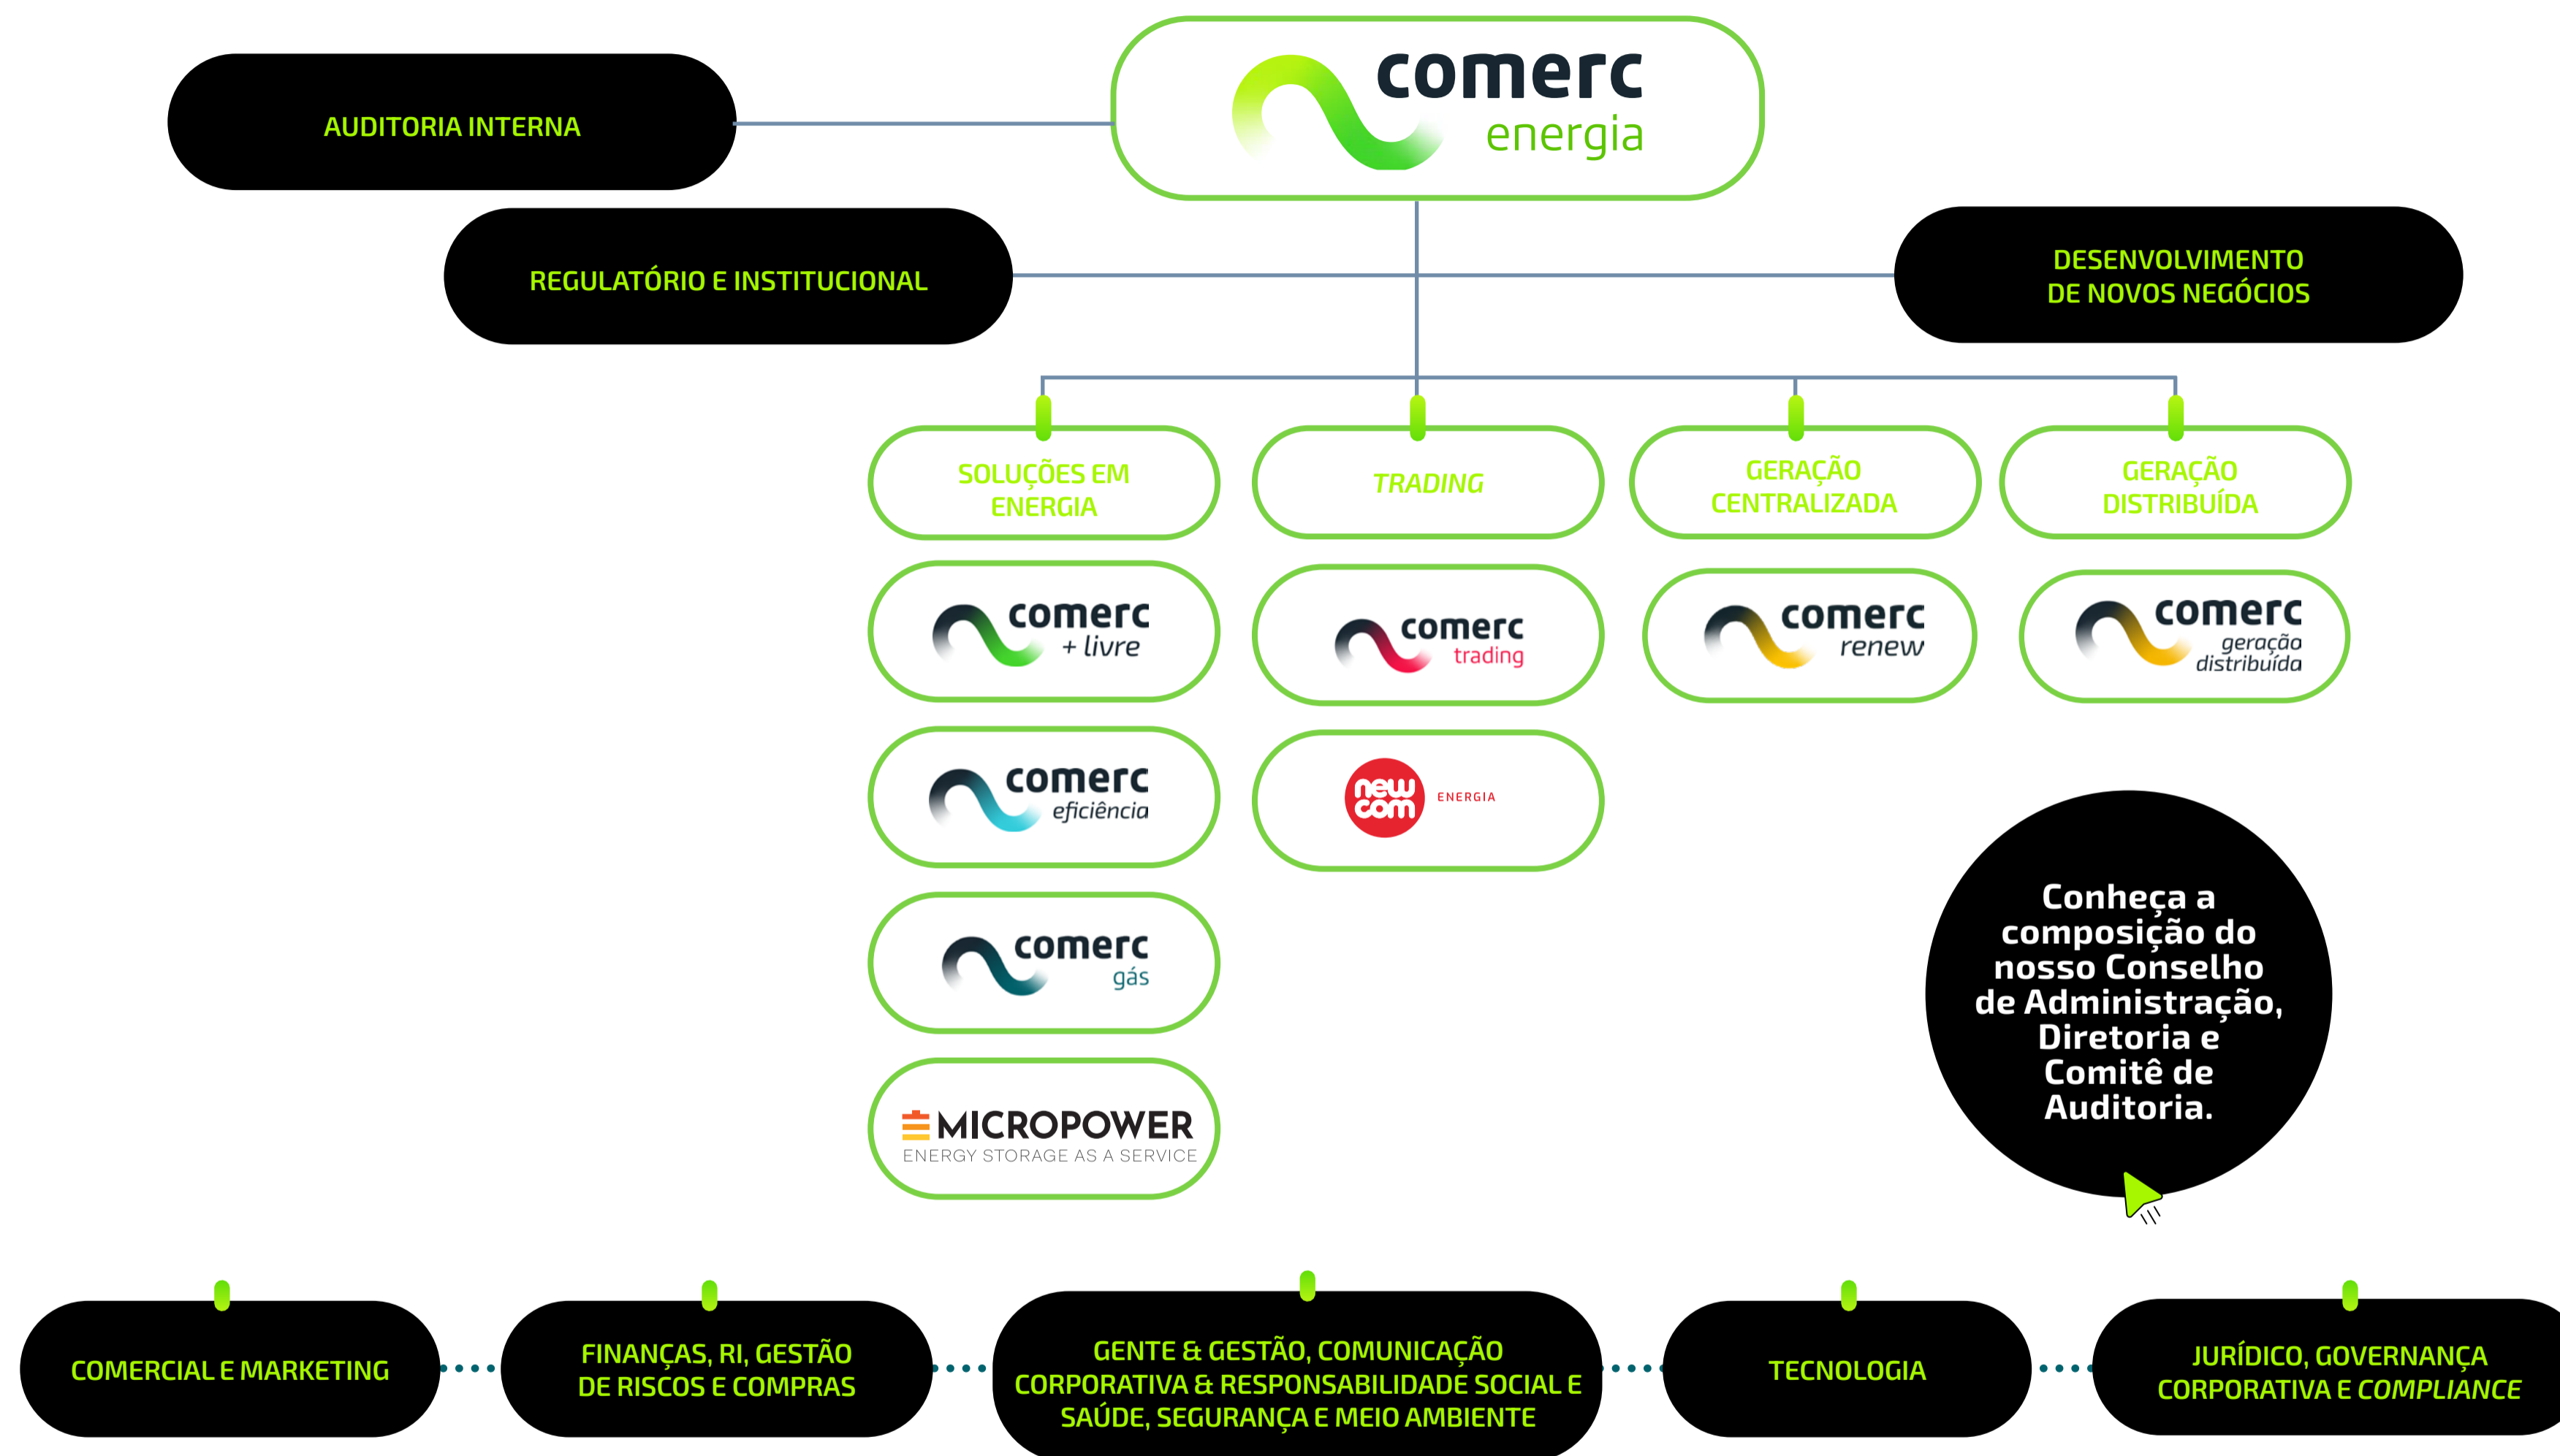 comerc
energia
AUDITORIA INTERNA
REGULATÓRIO E INSTITUCIONAL
DESENVOLVIMENTO
DE NOVOS NEGÓCIOS
SOLUÇÕES EM
ENERGIA
comerc
+ livre
comerc
eficiência
comerc
gás
MICROPOWER
ENERGY STORAGE AS A SERVICE
TRADING
comerc
trading
new
com
ENERGIA
GERAÇÃO
CENTRALIZADA
comerc
renew
GERAÇÃO
DISTRIBUÍDA
comerc
geração
distribuída
Conheça a
composição do
nosso Conselho
de Administração,
Diretoria e
Comitê de
Auditoria.
COMERCIAL E MARKETING
FINANÇAS, RI, GESTÃO
DE RISCOS E COMPRAS
GENTE & GESTÃO, COMUNICAÇÃO
CORPORATIVA & RESPONSABILIDADE SOCIAL E
SAÚDE, SEGURANÇA E MEIO AMBIENTE
TECNOLOGIA
JURÍDICO, GOVERNANÇA
CORPORATIVA E COMPLIANCE